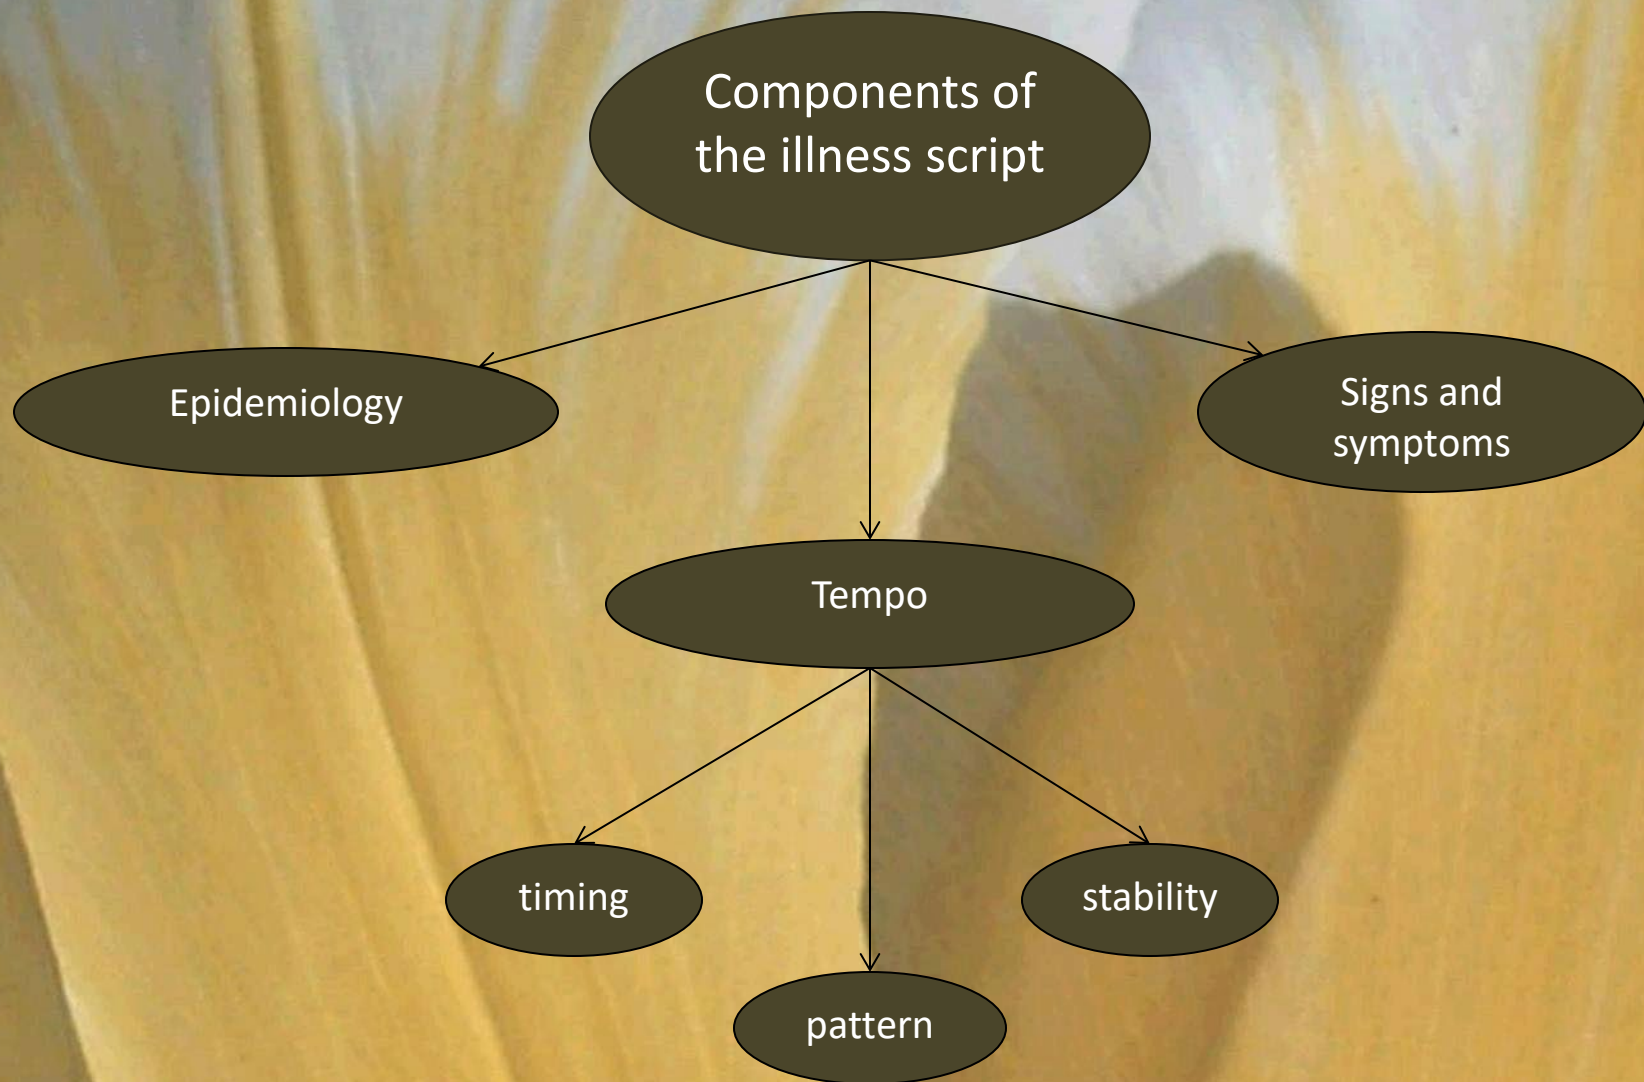 Components of
the illness script
Epidemiology
Signs and
symptoms
Tempo
timing
stability
pattern